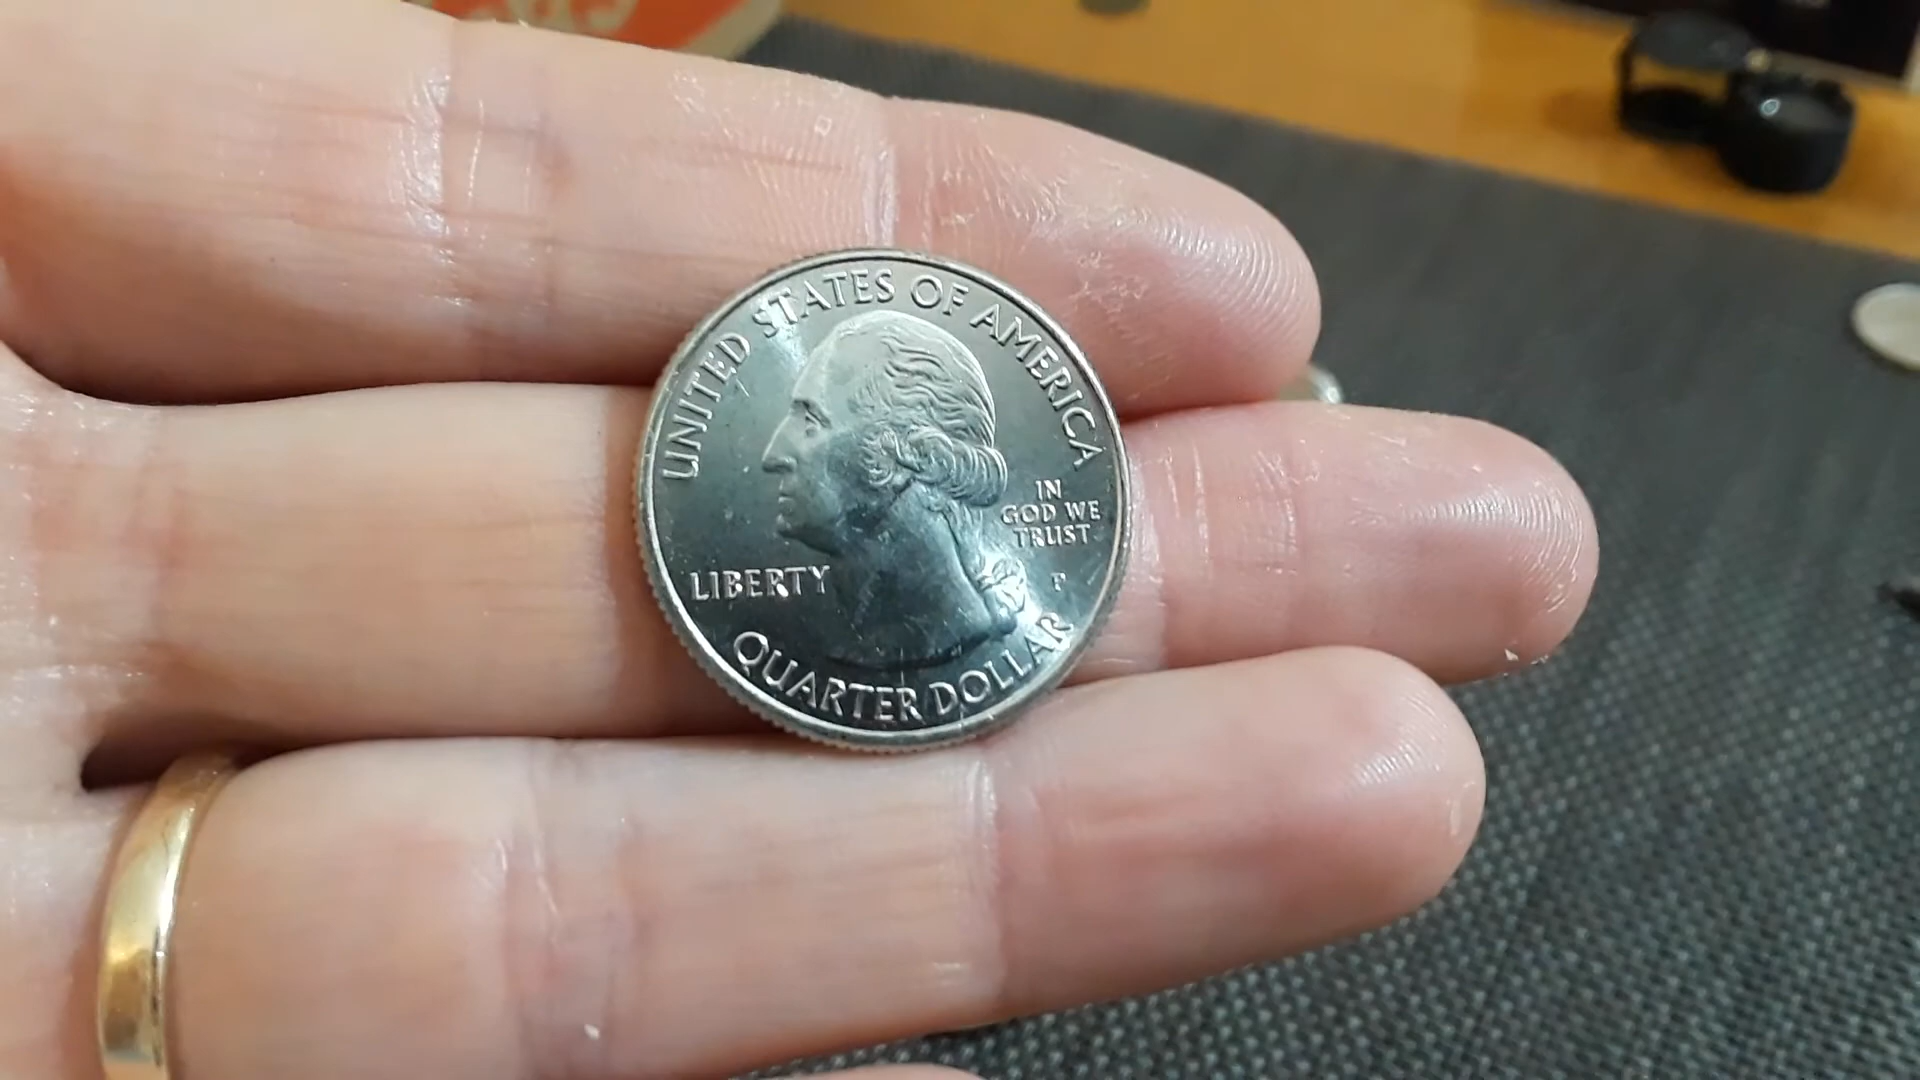 UNITED STATES OF AMERICA
IN
GOD WE
TRUST
LIBERTY
P
QUARTER DOLLAR